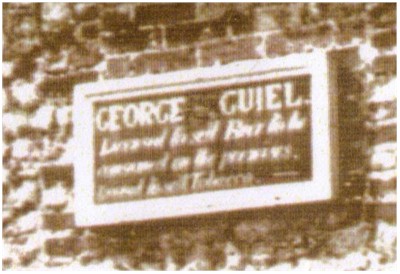 GEORGE GUIEL.
Licensed to sell Beer to be
consumed on the premises.
Licensed to sell Tobacco.